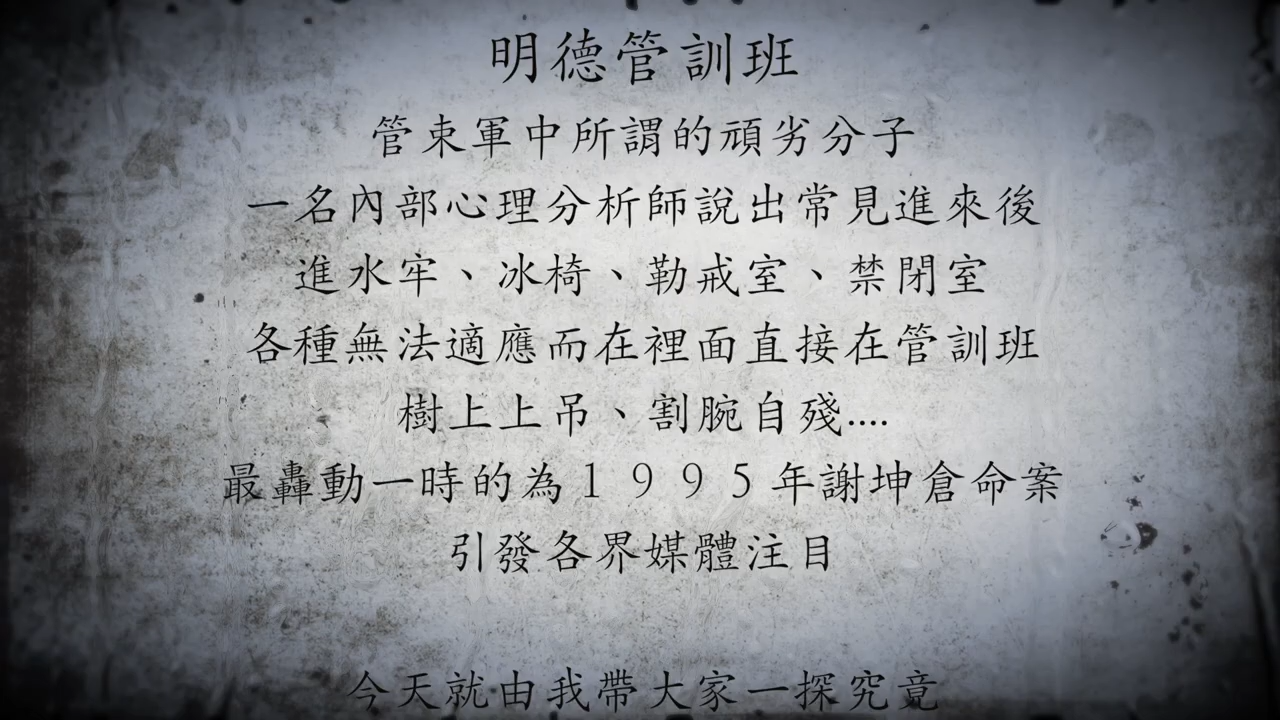 明德管訓班
管束軍中所謂的頑劣分子
一名內部心理分析師說出常見進來後
進水牢、冰椅、勒戒室、禁閉室
各種無法適應而在裡面直接在管訓班
樹上上吊、割腕自殘....
最轟動一時的為１９９５年謝坤倉命案
引發各界媒體注目
今天就由我帶大家一探究竟